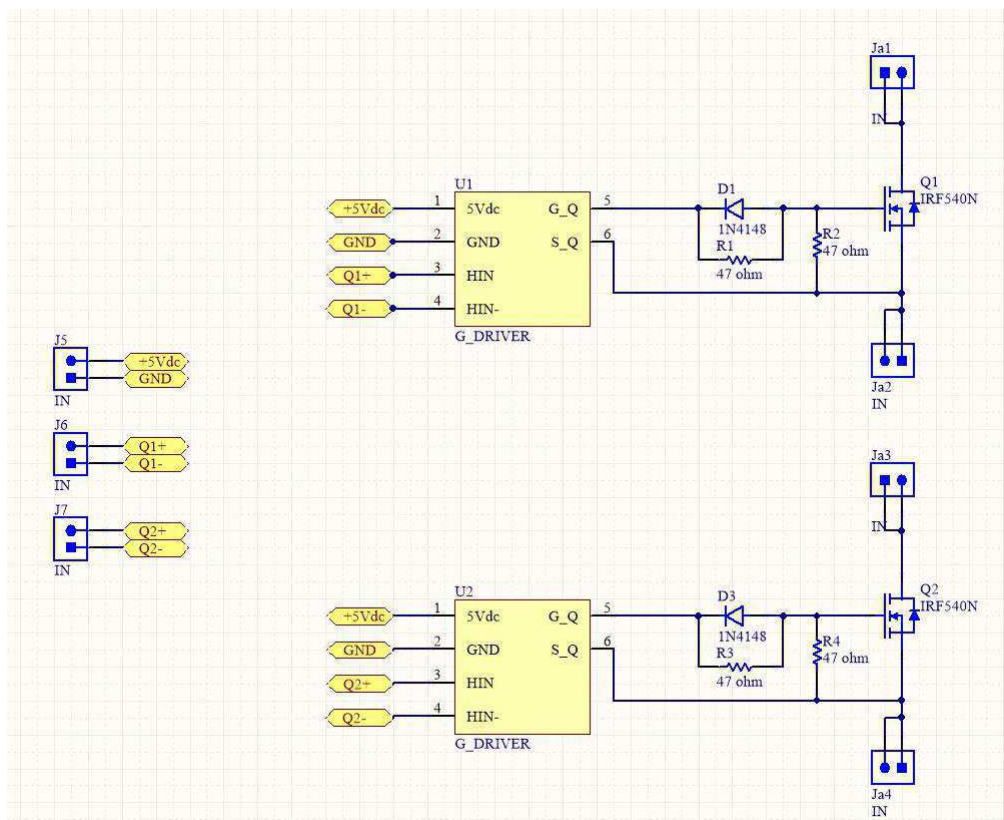 Ja1
IN
U1
+5Vdc 1 5Vdc G_Q 5
GND 2 GND S_Q 6
Q1+ 3 HIN
Q1- 4 HIN-
G_DRIVER
D1
1N4148
R1
47 ohm
R2
47 ohm
Q1
IRF540N
Ja2
IN
J5
+5Vdc
GND
IN
J6
Q1+
Q1-
IN
J7
Q2+
Q2-
IN
Ja3
IN
U2
+5Vdc 1 5Vdc G_Q 5
GND 2 GND S_Q 6
Q2+ 3 HIN
Q2- 4 HIN-
G_DRIVER
D3
1N4148
R3
47 ohm
R4
47 ohm
Q2
IRF540N
Ja4
IN